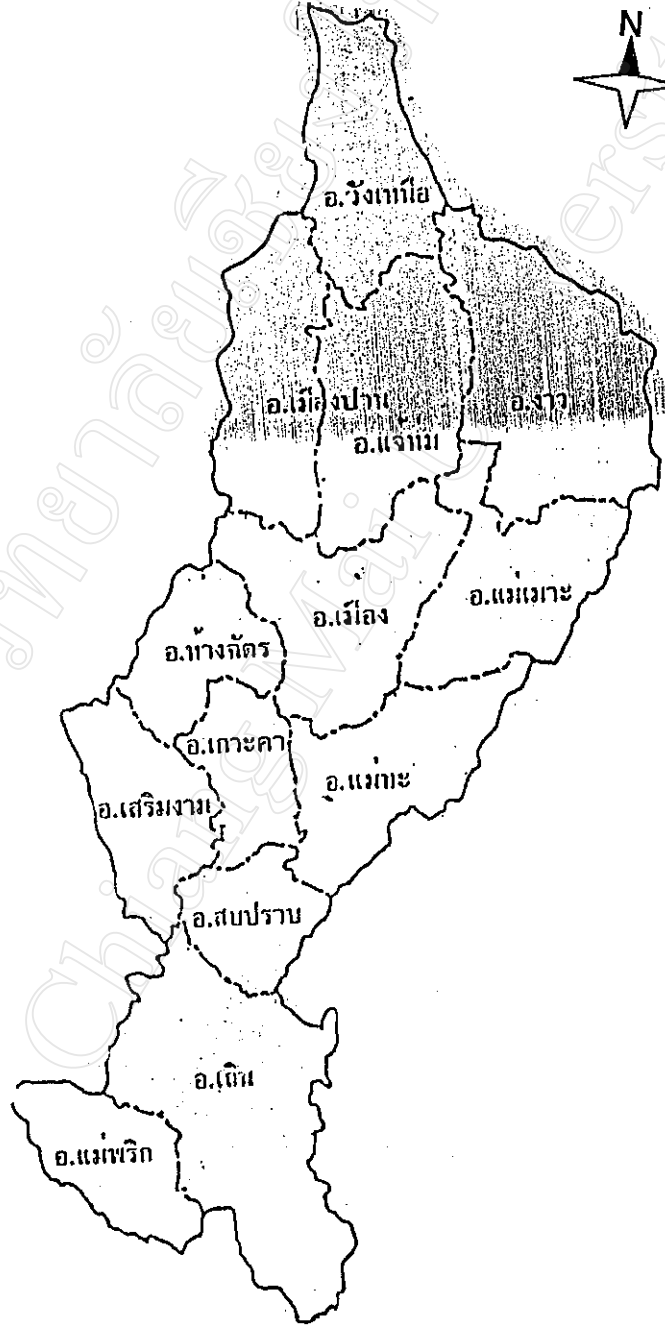 N
อ.วังเหนือ
อ.เมืองปาน
อ.งาว
อ.แจ้ห่ม
อ.เมือง
อ.แม่เมาะ
อ.ห้างฉัตร
อ.เกาะคา
อ.แม่ทะ
อ.เสริมงาม
อ.สบปราบ
อ.เถิน
อ.แม่พริก
Chiang Mai